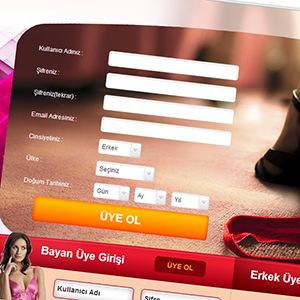 Kullanıcı Adınız :
Şifreniz :
Şifreniz(tekrar) :
Email Adresiniz :
Cinsiyetiniz : Erkek
Ülke : Seçiniz
Doğum Tarihiniz : Gün Ay Yıl
ÜYE OL
Bayan Üye Girişi ÜYE OL Erkek Üye
Kullanıcı Adı Şifre